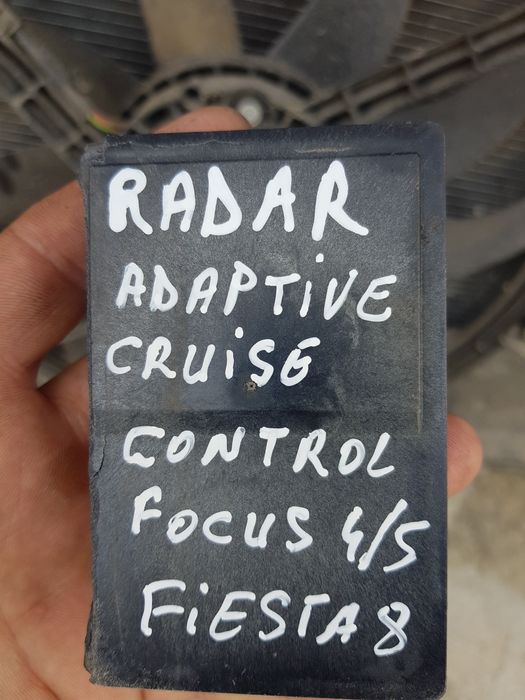 RADAR
ADAPTiVE
CRUiSE
CONTROL
FOCUS 4/5
FiESTA 8